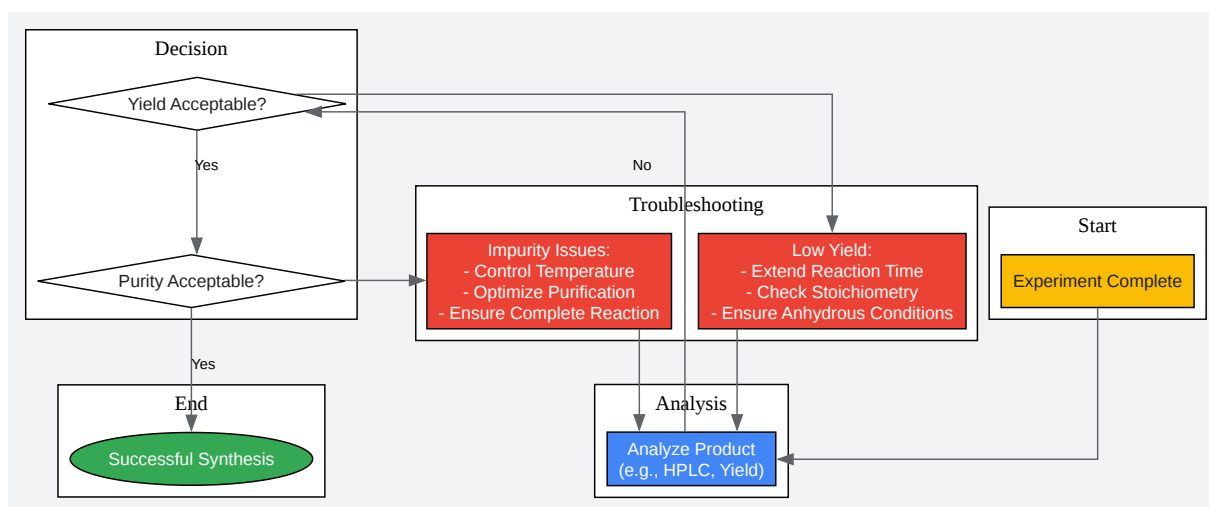 Decision
Yield Acceptable?
Yes
No
Troubleshooting
Impurity Issues:
- Control Temperature
- Optimize Purification
- Ensure Complete Reaction
Low Yield:
- Extend Reaction Time
- Check Stoichiometry
- Ensure Anhydrous Conditions
Start
Experiment Complete
Purity Acceptable?
Yes
End
Successful Synthesis
Analysis
Analyze Product
(e.g., HPLC, Yield)